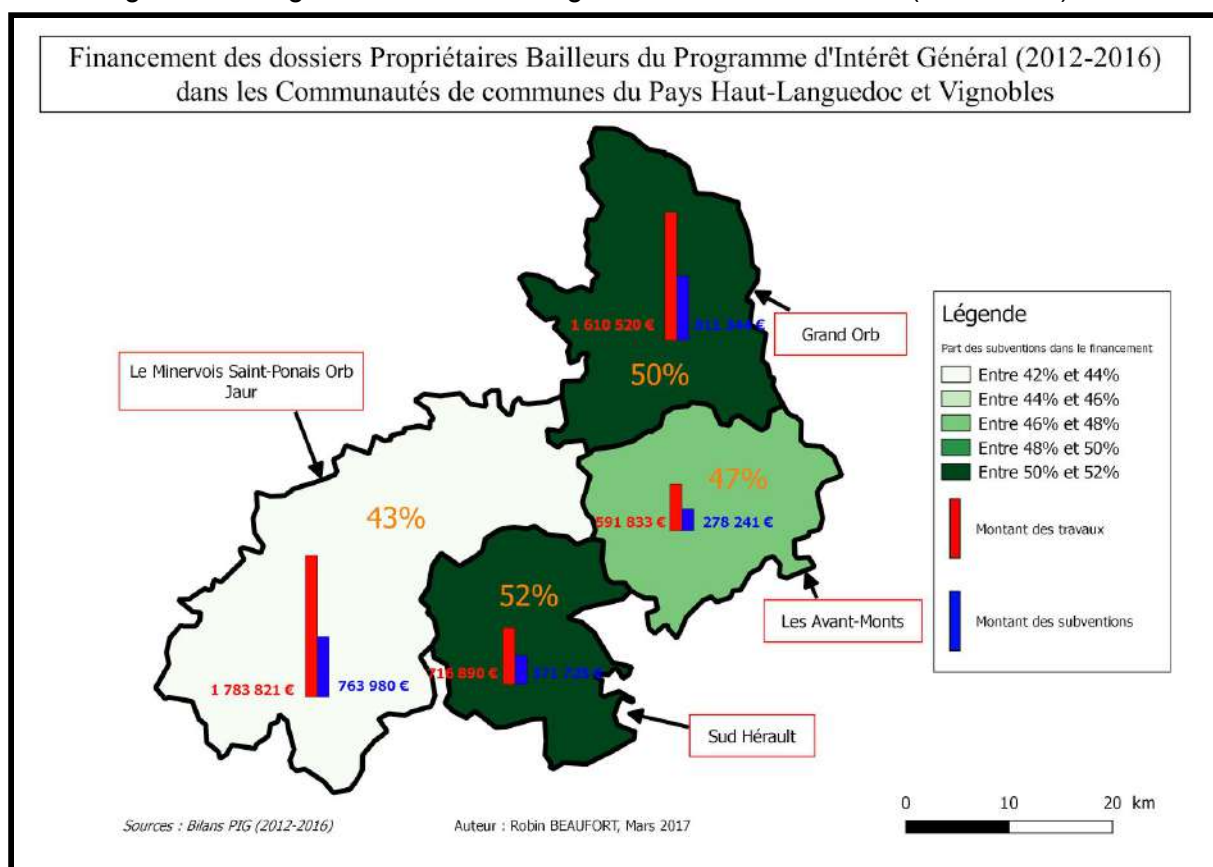 Financement des dossiers Propriétaires Bailleurs du Programme d'Intérêt Général (2012-2016)
dans les Communautés de communes du Pays Haut-Languedoc et Vignobles
1 610 520 €
Grand Orb
50%
Le Minervois Saint-Ponais Orb
Jaur
43%
47%
591 833 €
278 241 €
52%
Les Avant-Monts
716 890 €
1 783 821 €
763 980 €
Sud Hérault
Légende
Part des subventions dans le financement
Entre 42% et 44%
Entre 44% et 46%
Entre 46% et 48%
Entre 48% et 50%
Entre 50% et 52%
Montant des travaux
Montant des subventions
0 10 20 km
Sources : Bilans PIG (2012-2016)
Auteur : Robin BEAUFORT, Mars 2017